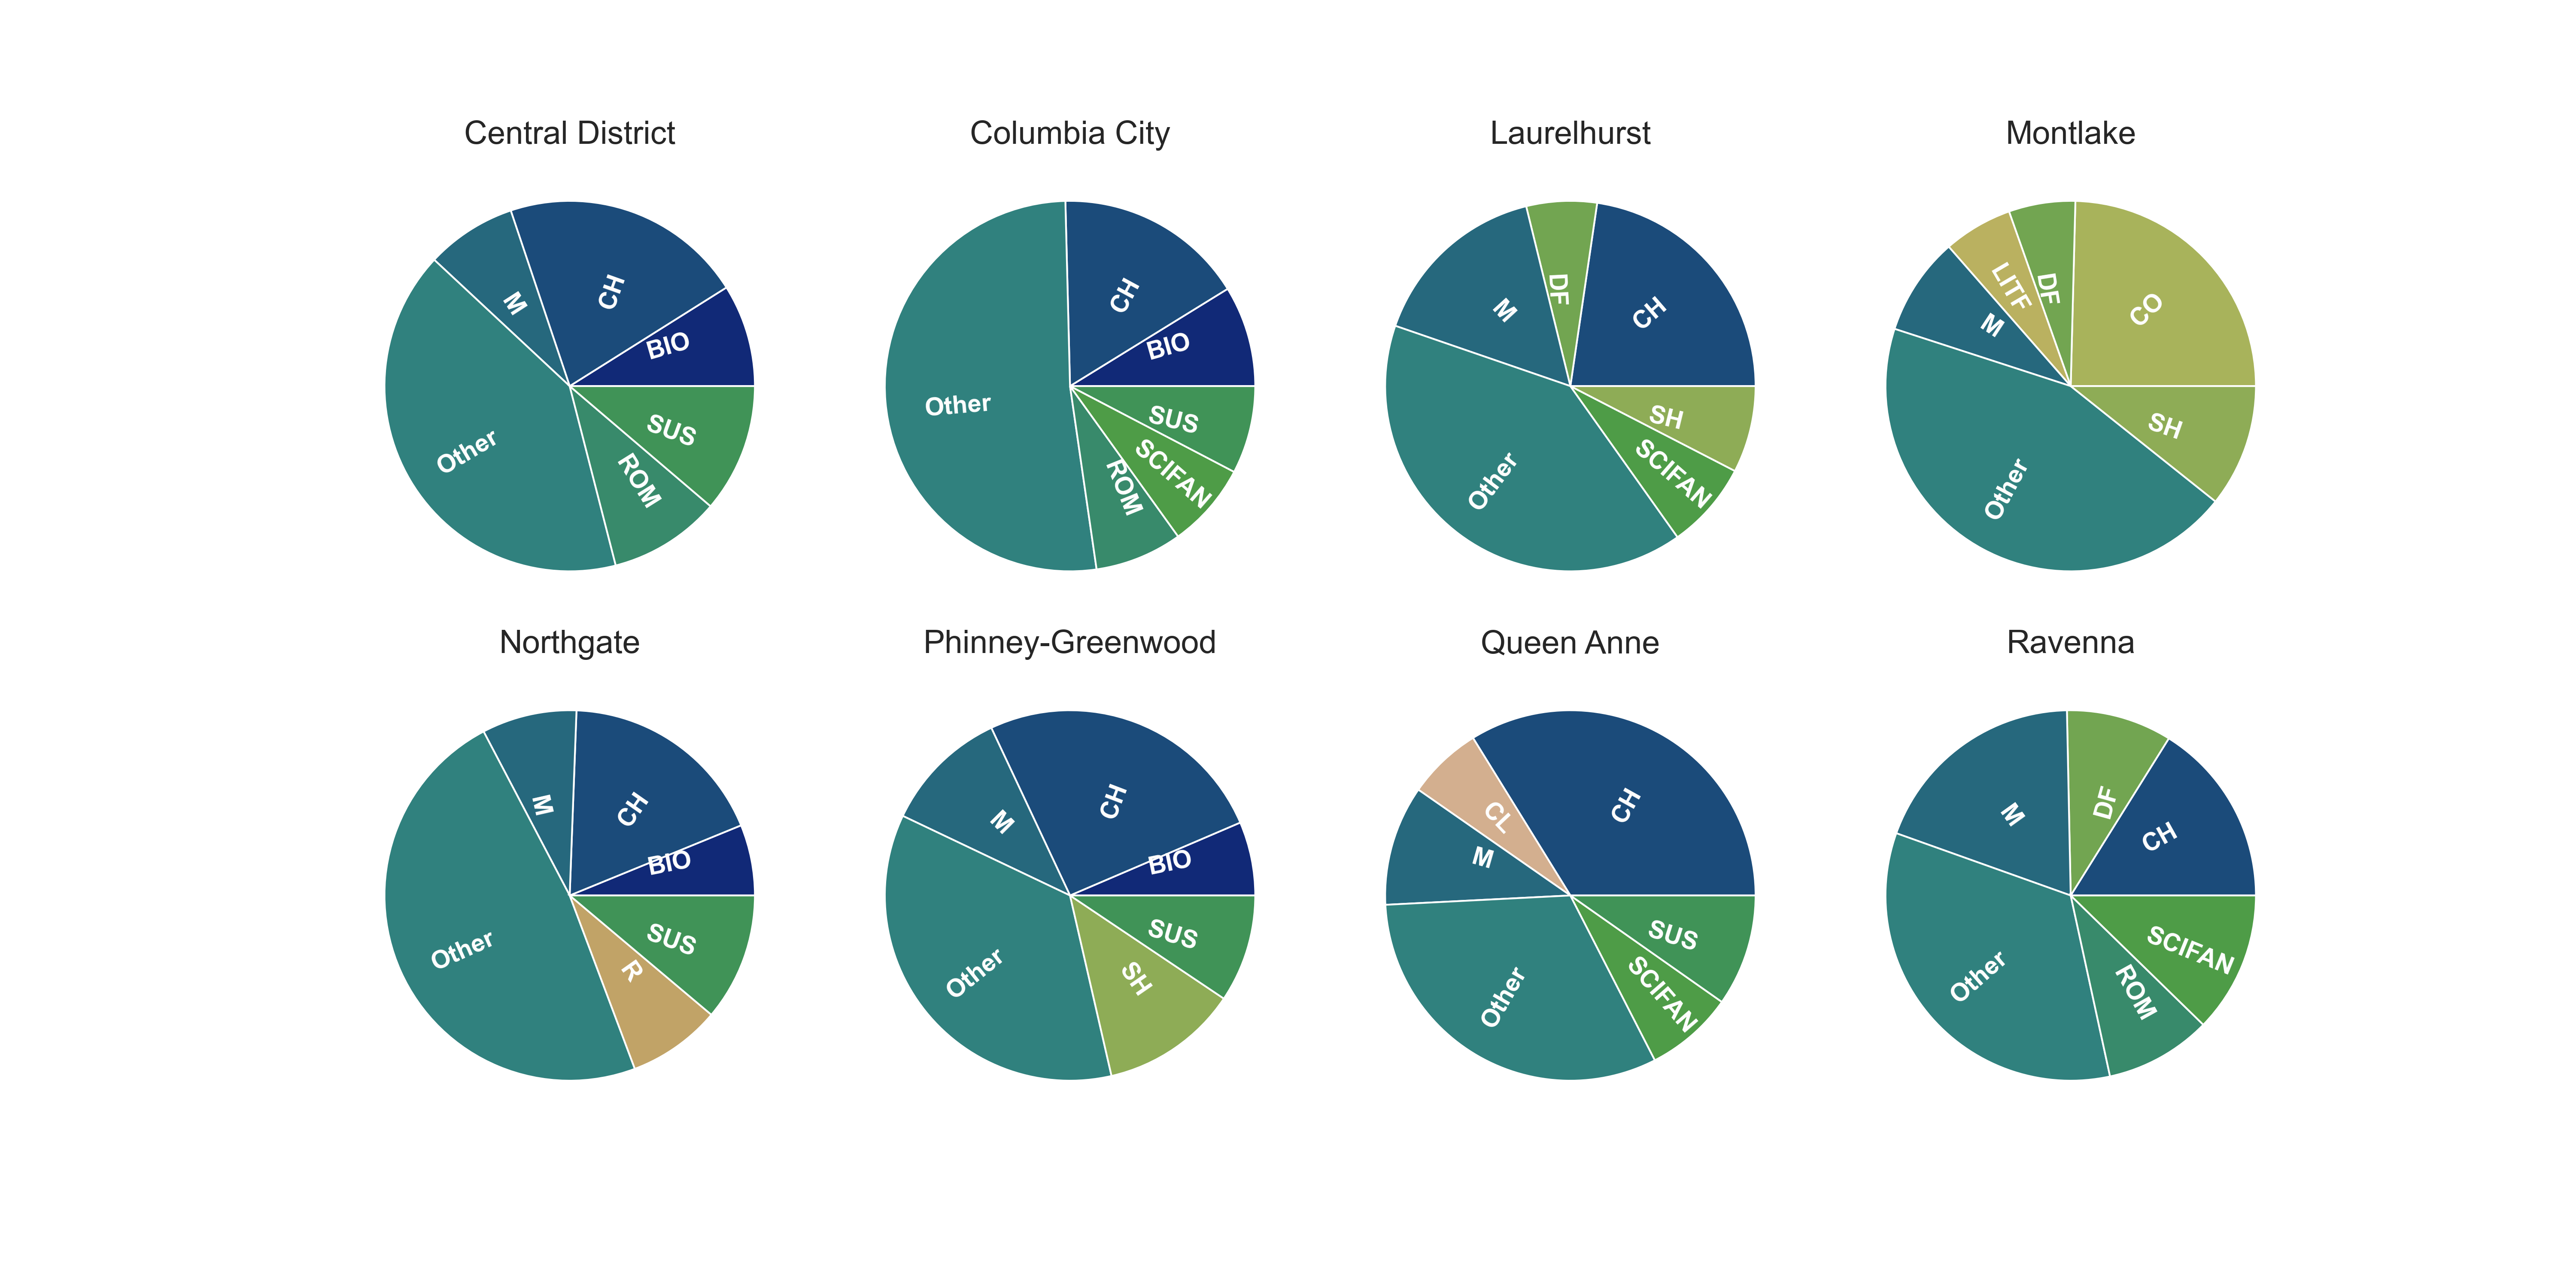 Central District
Columbia City
Laurelhurst
Montlake
CH
M
BIO
Other
SUS
ROM
CH
BIO
Other
SUS
SCIFAN
ROM
DF
CH
M
SH
SCIFAN
Other
CO
DF
LITF
M
SH
Other
Northgate
Phinney-Greenwood
Queen Anne
Ravenna
M
CH
BIO
Other
SUS
R
CH
M
BIO
SUS
Other
SH
CH
CL
M
SUS
SCIFAN
Other
DF
M
CH
SCIFAN
Other
ROM